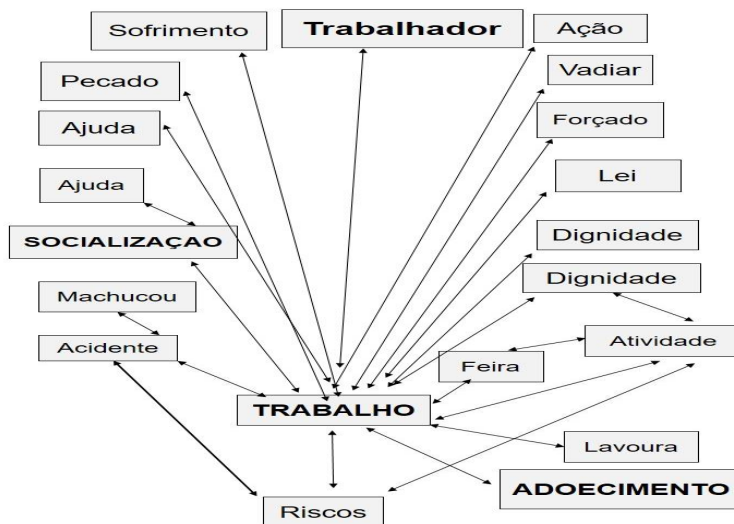 Sofrimento
Trabalhador
Ação
Pecado
Vadiar
Ajuda
Forçado
Ajuda
Lei
SOCIALIZAÇAO
Dignidade
Dignidade
Machucou
Acidente
Atividade
Feira
TRABALHO
Lavoura
ADOECIMENTO
Riscos